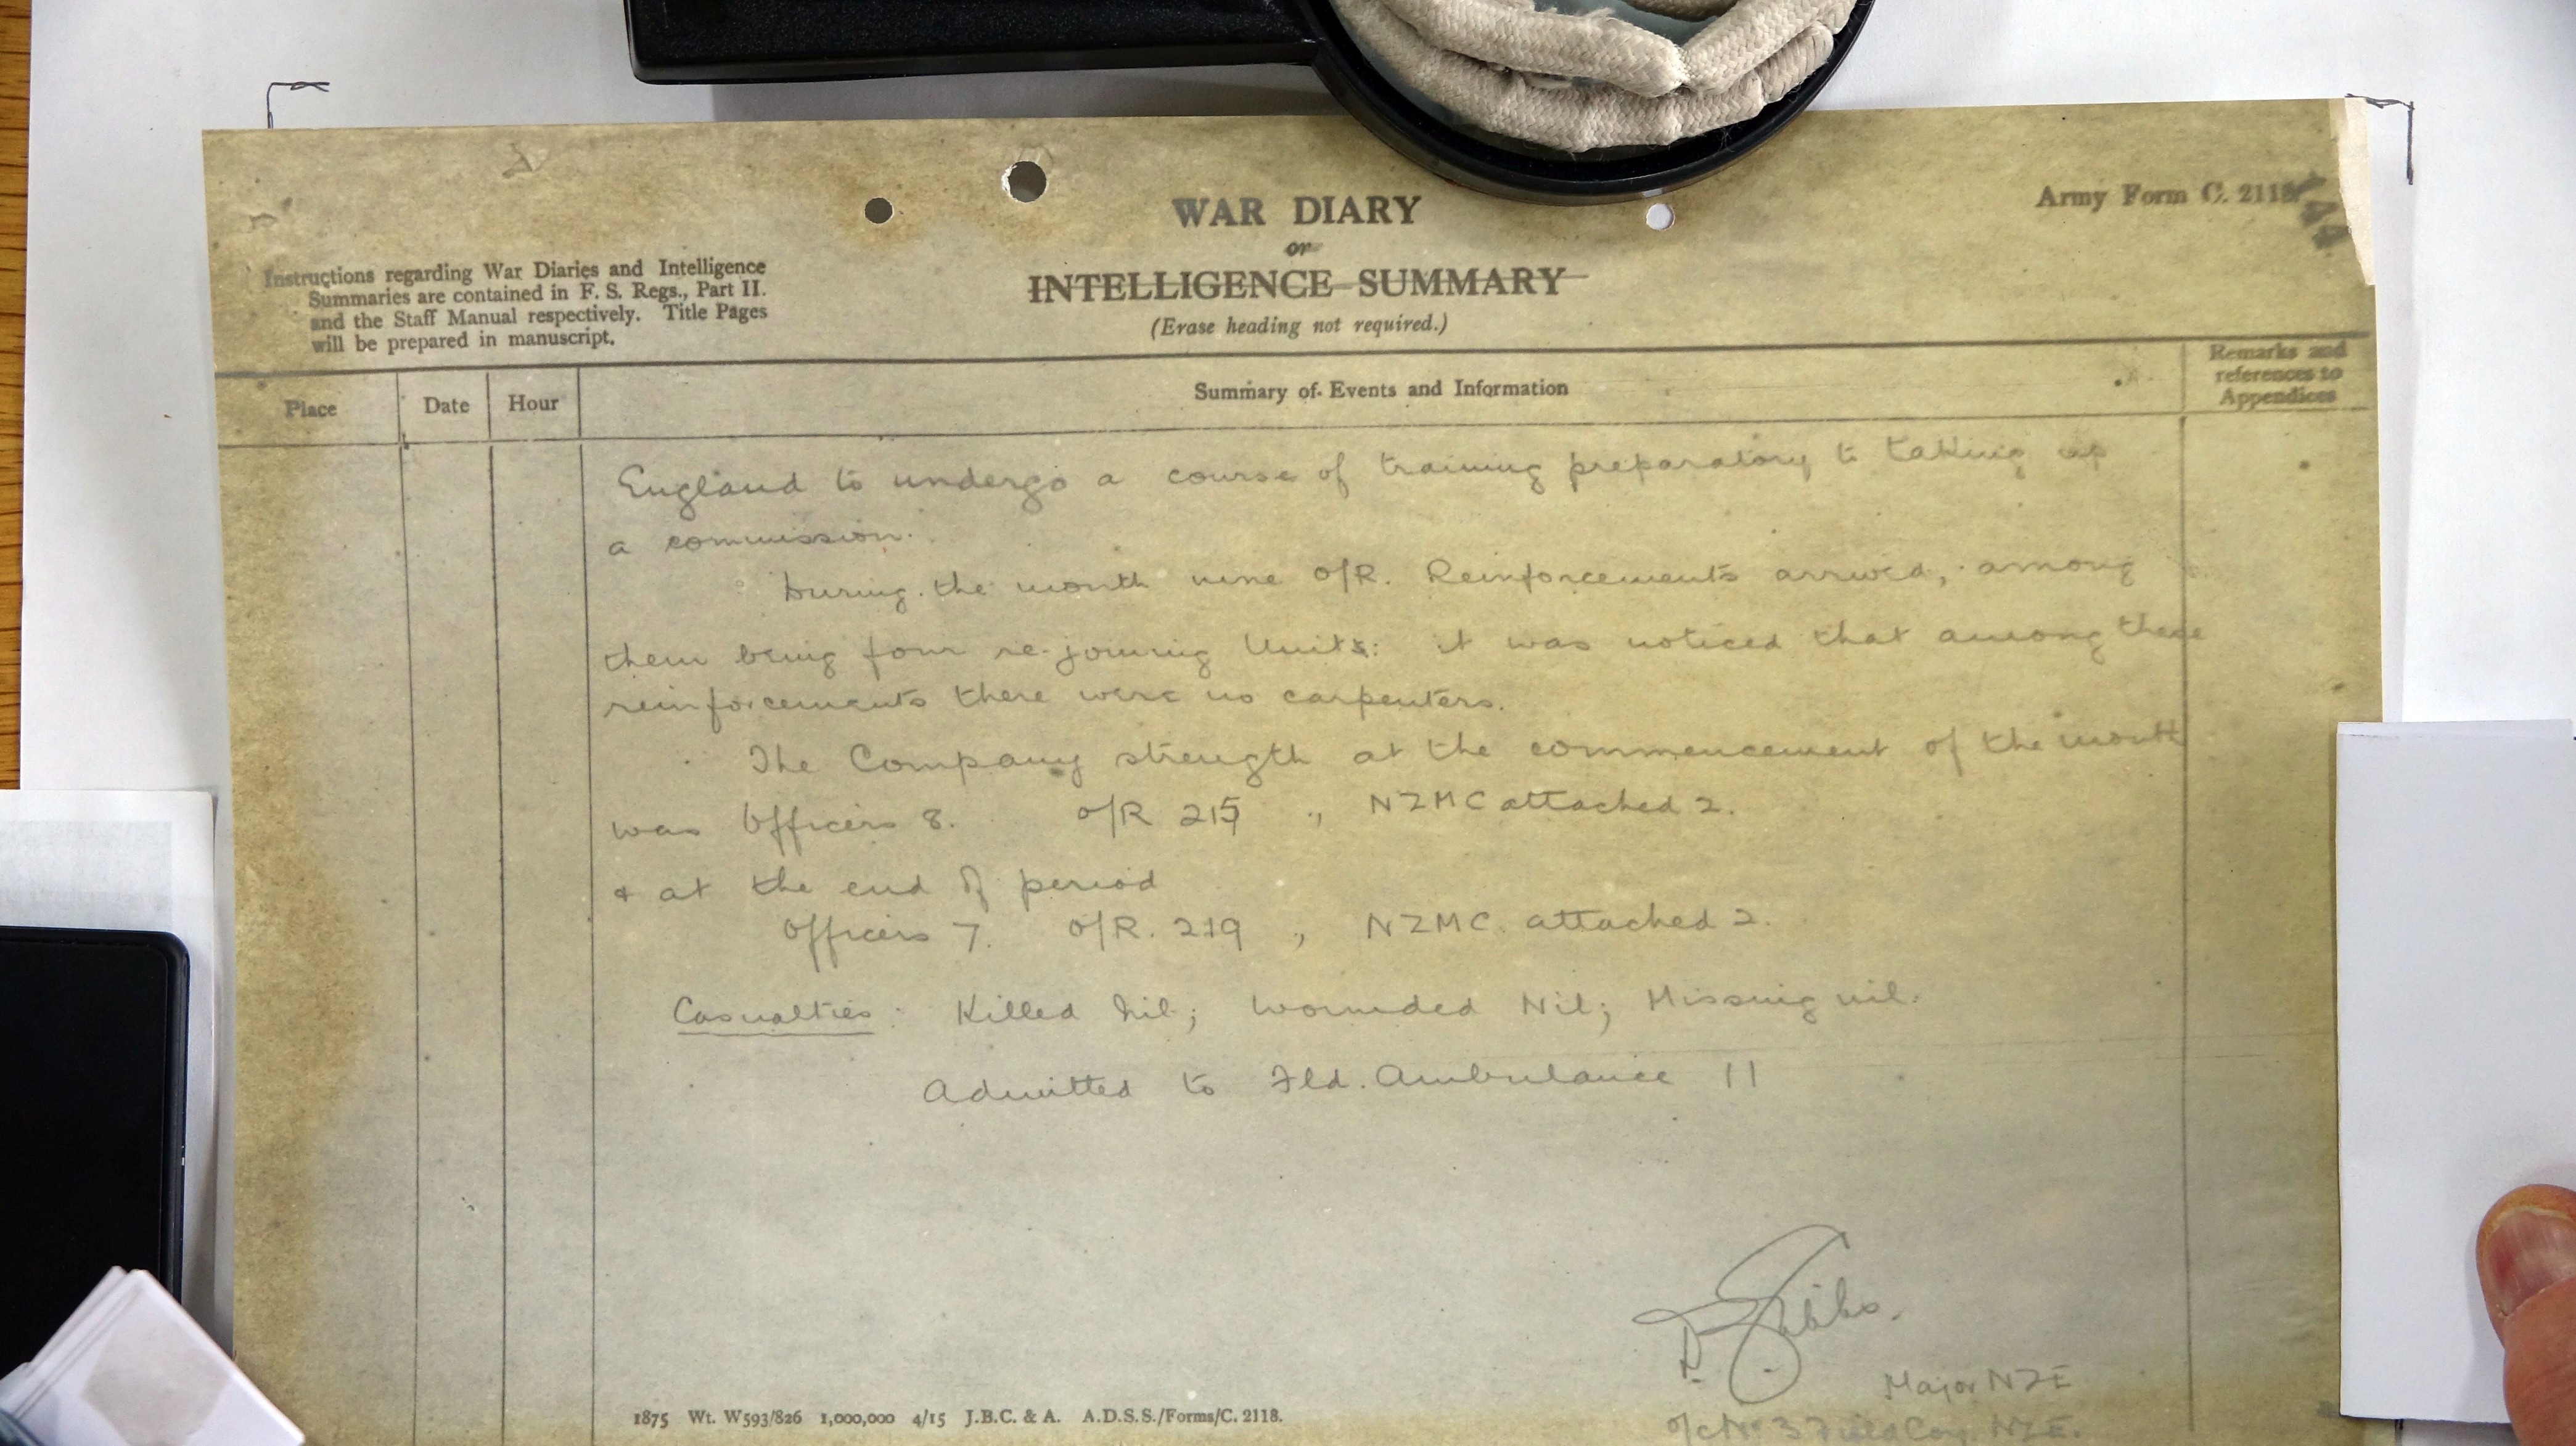 Army Form C. 2118
WAR DIARY
or
INTELLIGENCE SUMMARY
(Erase heading not required.)
Instructions regarding War Diaries and Intelligence
Summaries are contained in F. S. Regs., Part II.
and the Staff Manual respectively. Title Pages
will be prepared in manuscript.
Place
Date
Hour
Summary of Events and Information
Remarks and
references to
Appendices
England to undergo a course of training preparatory to taking up
a commission.
During the month nine O/R. Reinforcements arrived, among
them being four re-joining Units: it was noticed that among these
reinforcements there were no carpenters.
The Company strength at the commencement of the month
was Officers 8. O/R 215 , NZMC attached 2.
& at the end of period
Officers 7. O/R. 219 , NZMC. attached 2.
Casualties: Killed Nil; Wounded Nil; Missing nil.
Admitted to Fld. Ambulance 11
Gibbs.
Major NZE
o/c No 3 Field Coy. NZE.
1875 Wt. W593/826 1,000,000 4/15 J.B.C. & A. A.D.S.S./Forms/C. 2118.